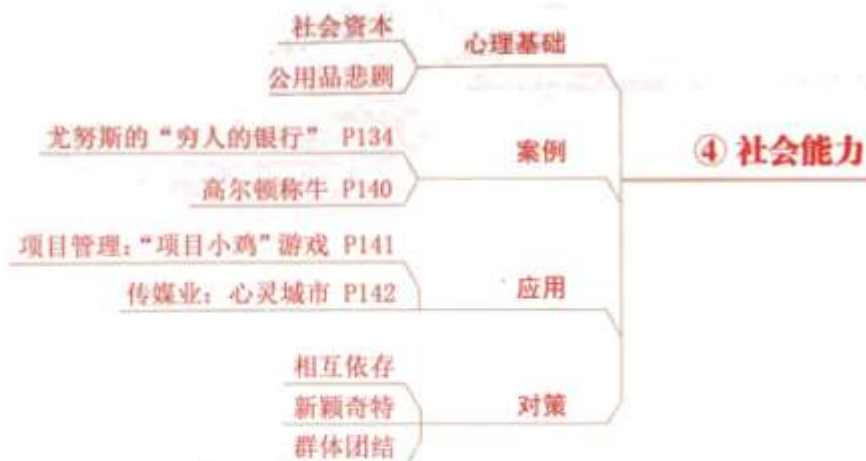 ④ 社会能力
心理基础
社会资本
公用品悲剧
案例
尤努斯的“穷人的银行” P134
高尔顿称牛 P140
应用
项目管理：“项目小鸡”游戏 P141
传媒业：心灵城市 P142
对策
相互依存
新颖奇特
群体团结